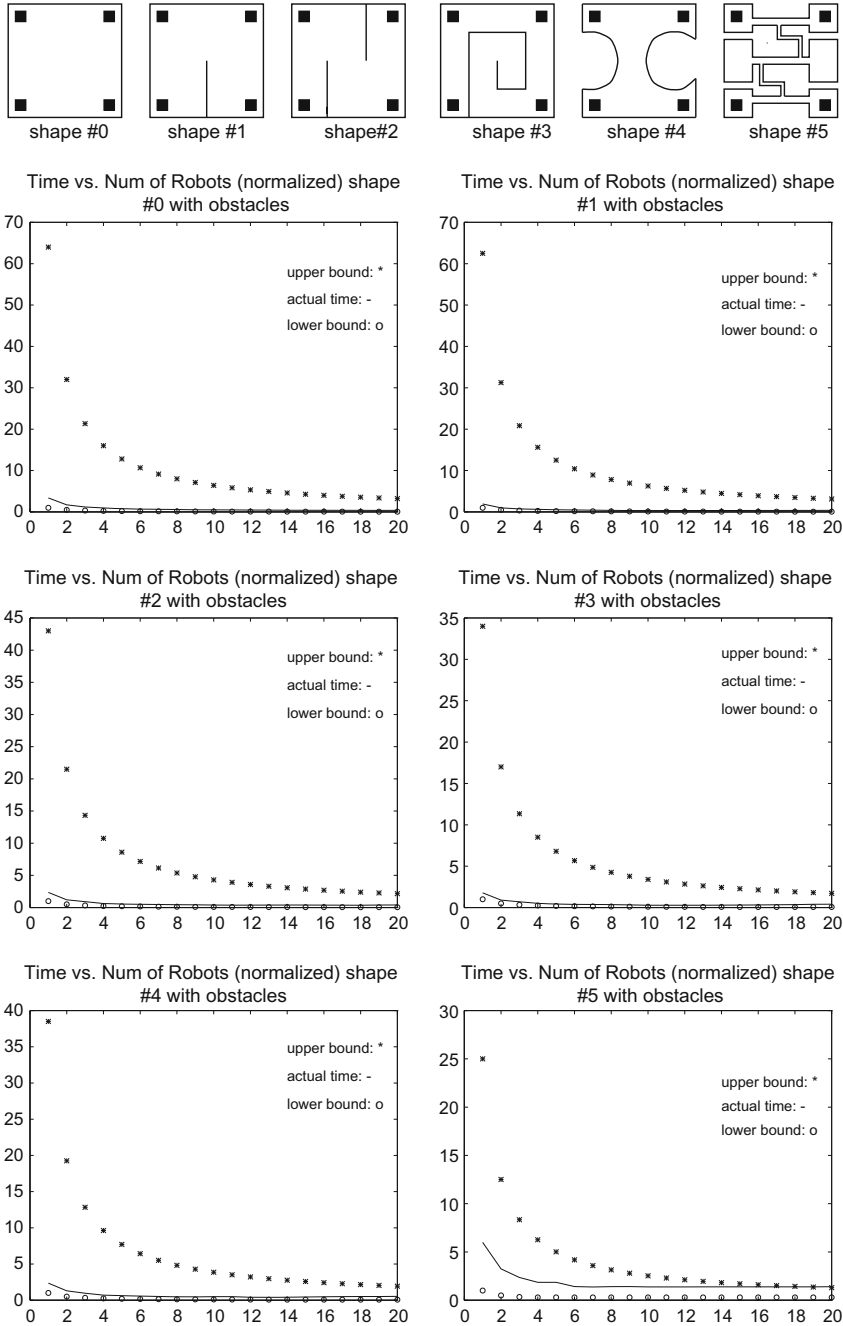 shape #0 shape #1 shape#2 shape #3 shape #4 shape #5
Time vs. Num of Robots (normalized) shape
#0 with obstacles
70
60
50
40
30
20
10
0
upper bound: *
actual time: -
lower bound: o
0 2 4 6 8 10 12 14 16 18 20
Time vs. Num of Robots (normalized) shape
#1 with obstacles
70
60
50
40
30
20
10
0
upper bound: *
actual time: -
lower bound: o
0 2 4 6 8 10 12 14 16 18 20
Time vs. Num of Robots (normalized) shape
#2 with obstacles
45
40
35
30
25
20
15
10
5
0
upper bound: *
actual time: -
lower bound: o
0 2 4 6 8 10 12 14 16 18 20
Time vs. Num of Robots (normalized) shape
#3 with obstacles
35
30
25
20
15
10
5
0
upper bound: *
actual time: -
lower bound: o
0 2 4 6 8 10 12 14 16 18 20
Time vs. Num of Robots (normalized) shape
#4 with obstacles
40
35
30
25
20
15
10
5
0
upper bound: *
actual time: -
lower bound: o
0 2 4 6 8 10 12 14 16 18 20
Time vs. Num of Robots (normalized) shape
#5 with obstacles
30
25
20
15
10
5
0
upper bound: *
actual time: -
lower bound: o
0 2 4 6 8 10 12 14 16 18 20